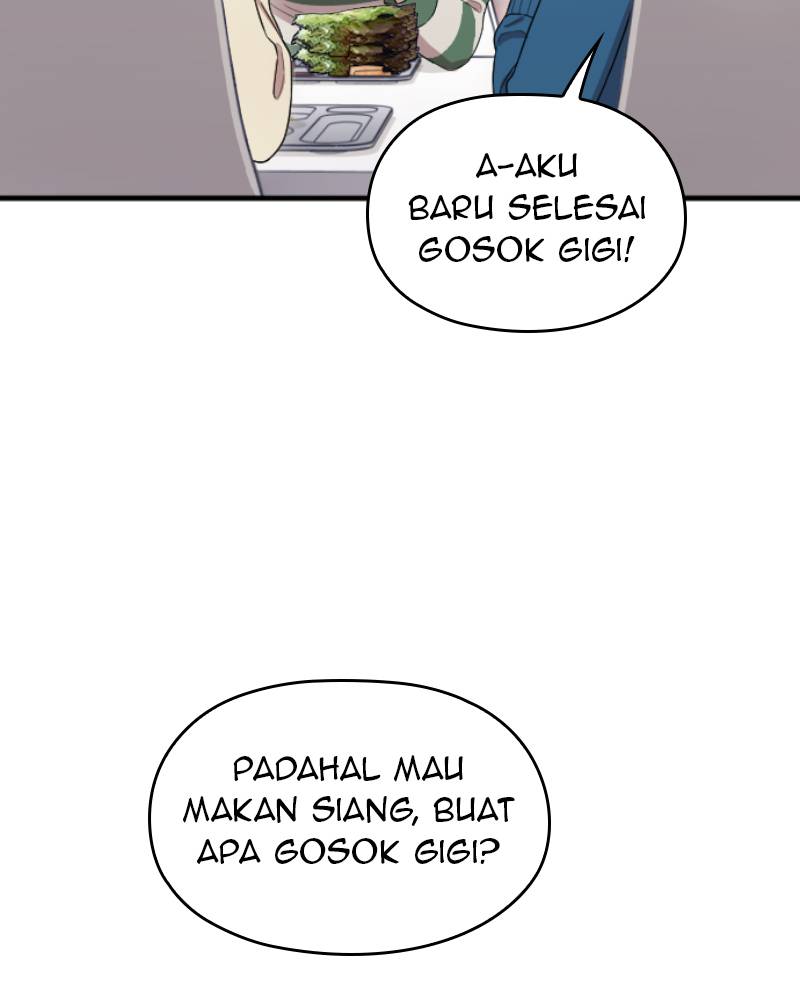 A-AKU
BARU SELESAI
GOSOK GIGI!
PADAHAL MAU
MAKAN SIANG, BUAT
APA GOSOK GIGI?